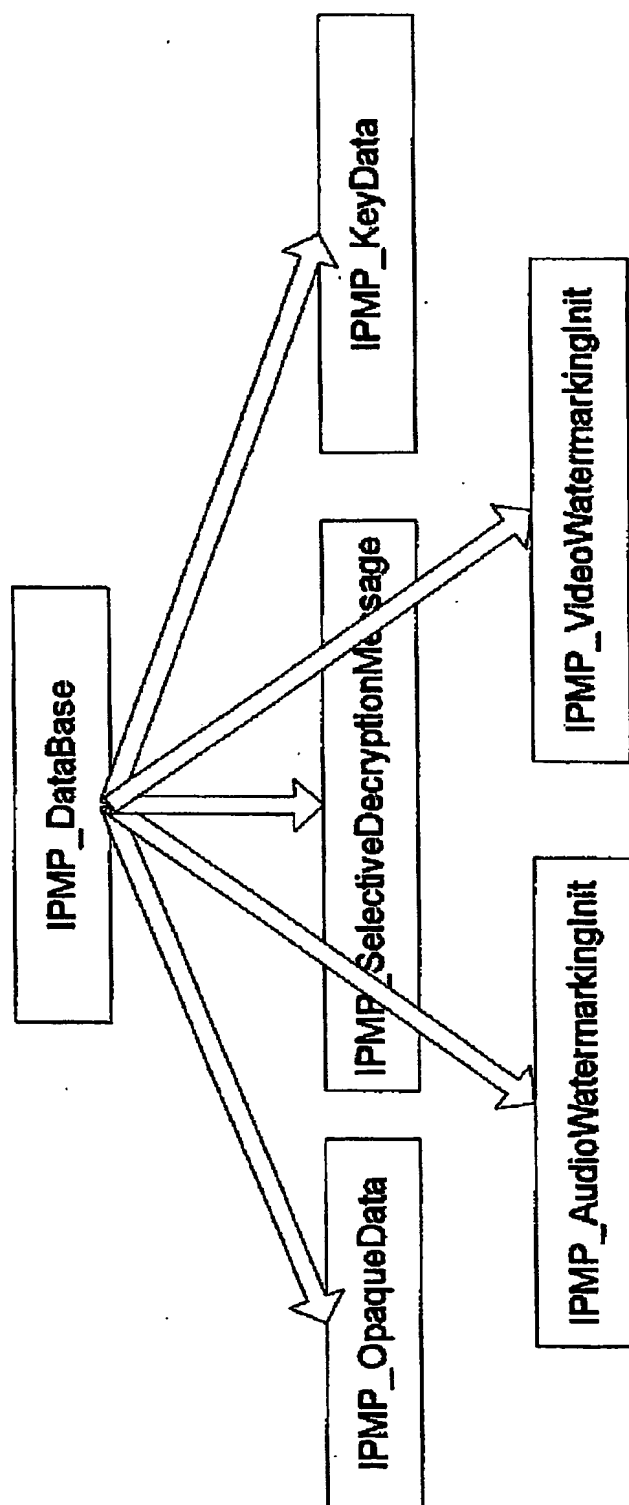 IPMP_DataBase
IPMP_OpaqueData
IPMP_SelectiveDecryptionMessage
IPMP_KeyData
IPMP_AudioWatermarkingInit
IPMP_VideoWatermarkingInit